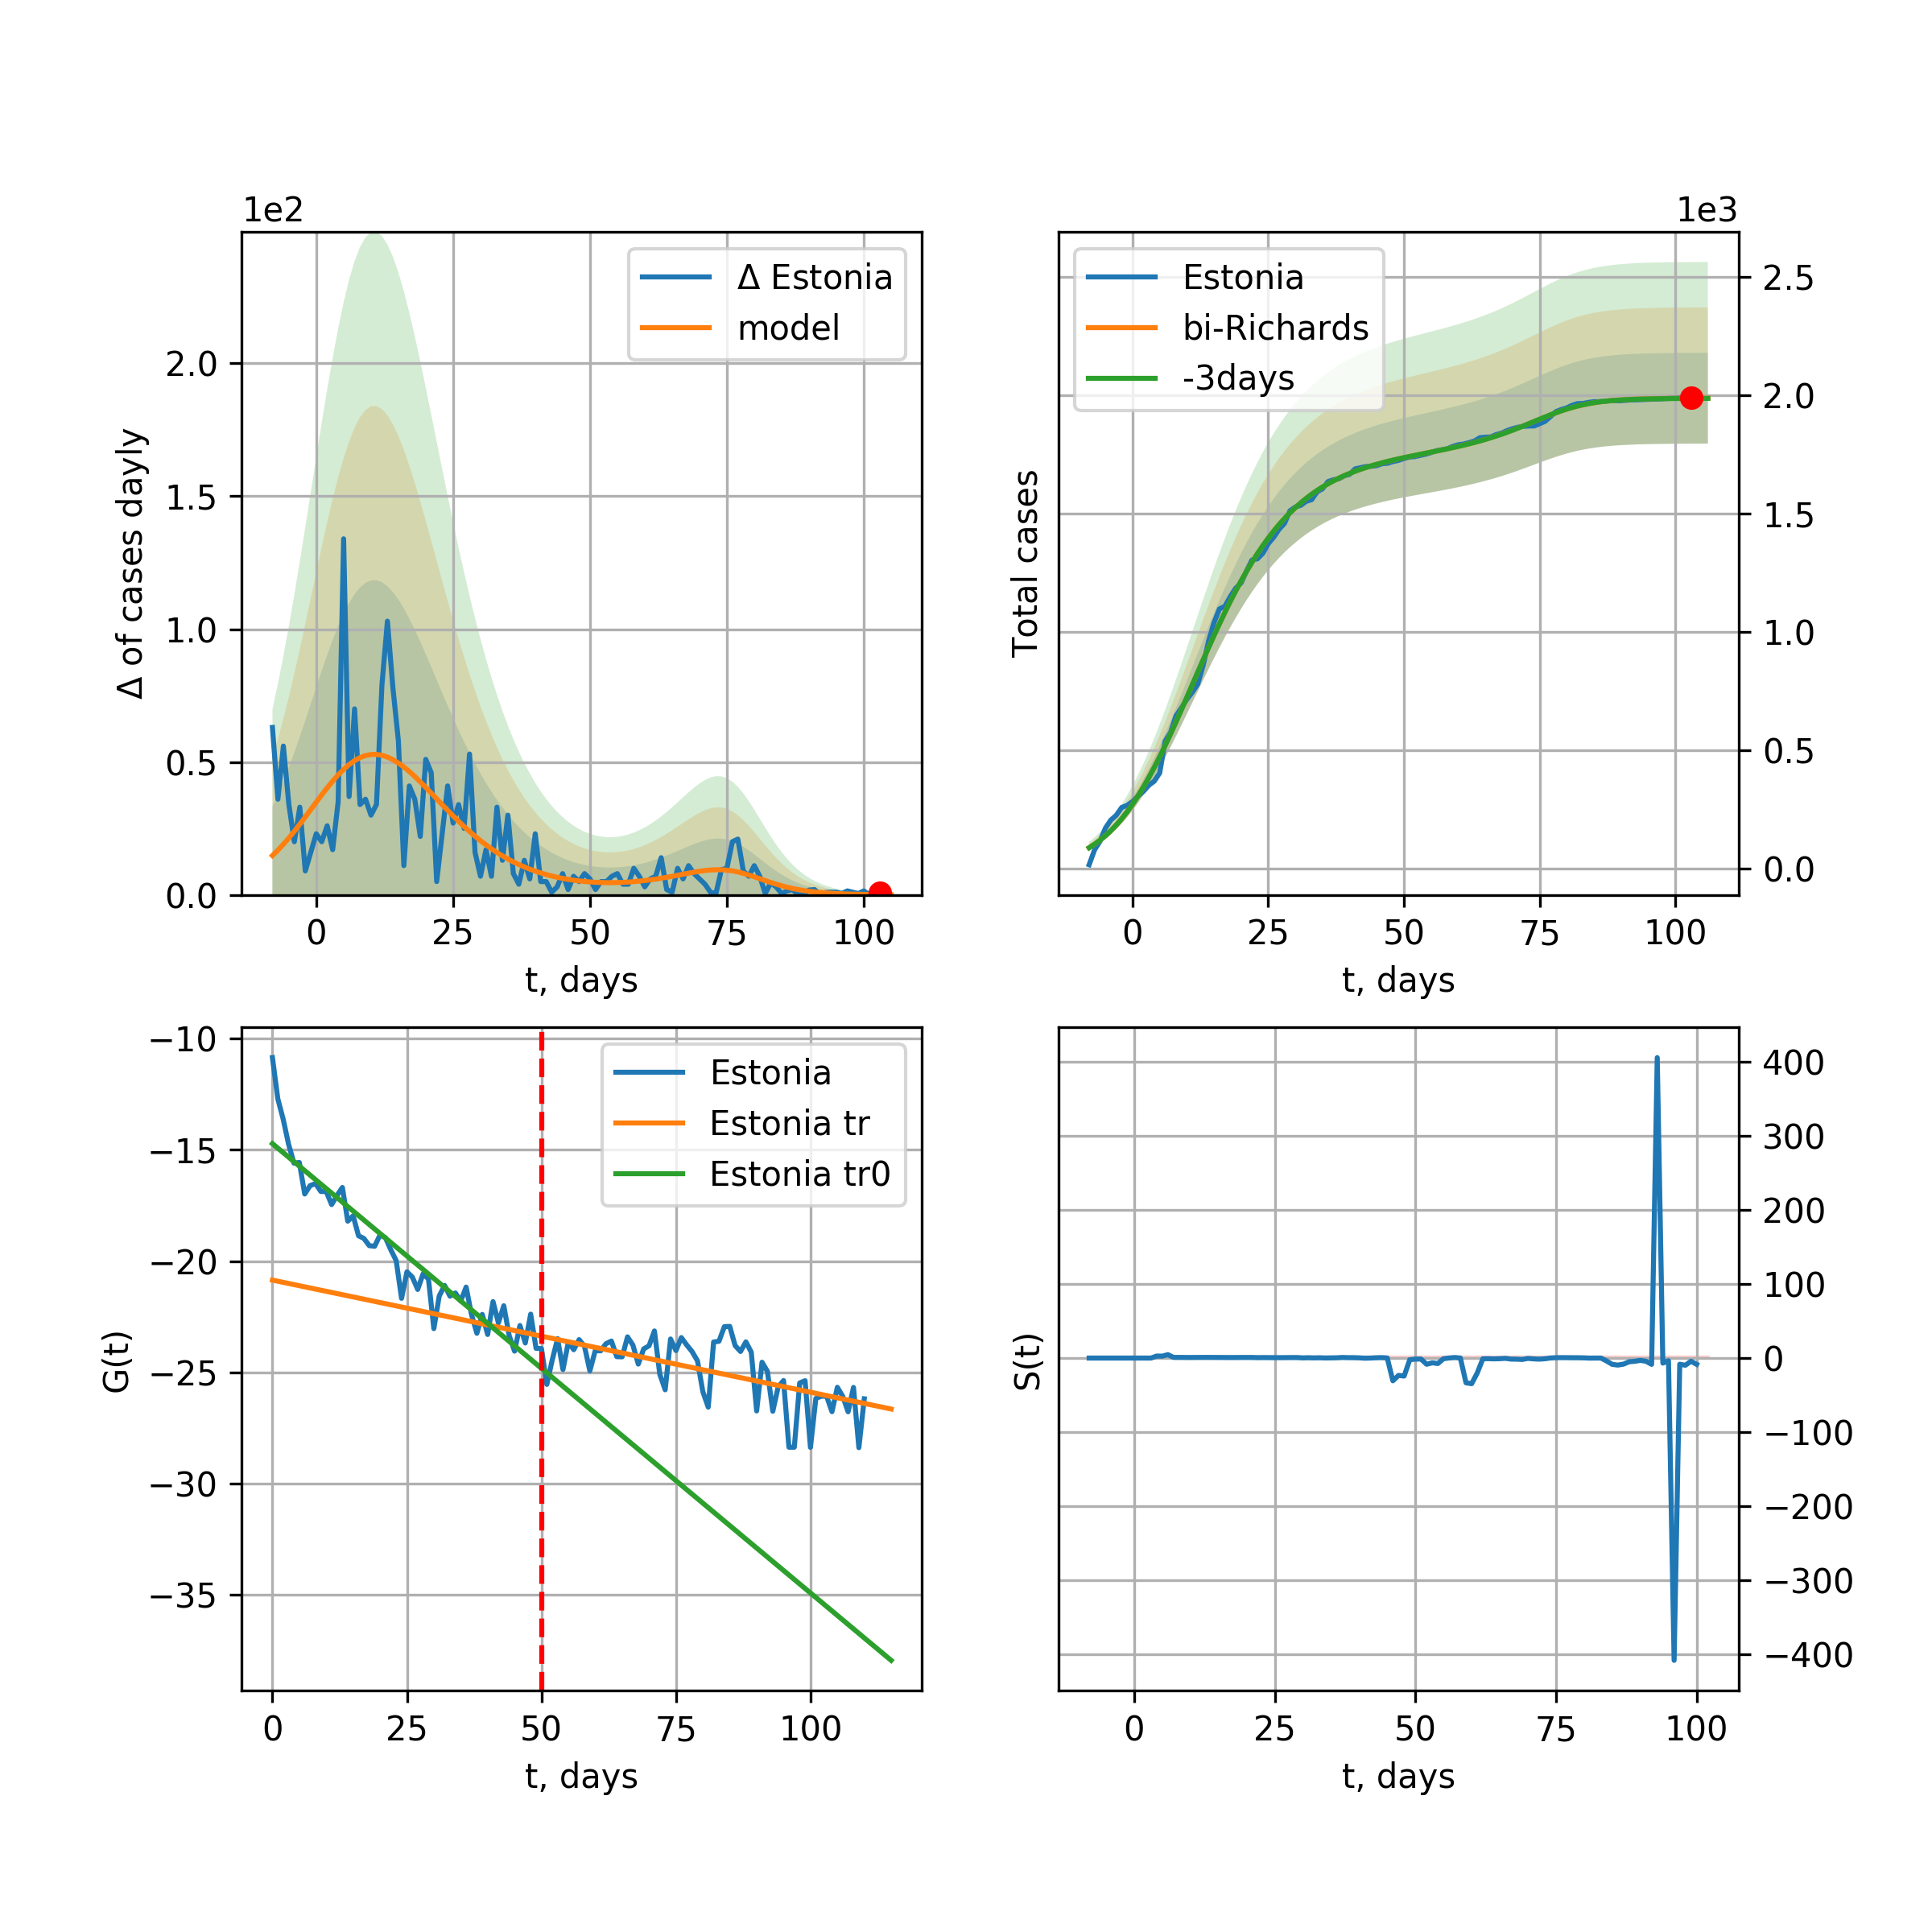 1e2
Δ Estonia
model
2.0
1.5
1.0
0.5
0.0
Δ of cases dayly
0 25 50 75 100
t, days
1e3
Estonia
bi-Richards
-3days
2.5
2.0
1.5
1.0
0.5
0.0
Total cases
0 25 50 75 100
t, days
−10
−15
−20
−25
−30
−35
G(t)
Estonia
Estonia tr
Estonia tr0
0 25 50 75 100
t, days
S(t)
400
300
200
100
0
−100
−200
−300
−400
0 25 50 75 100
t, days